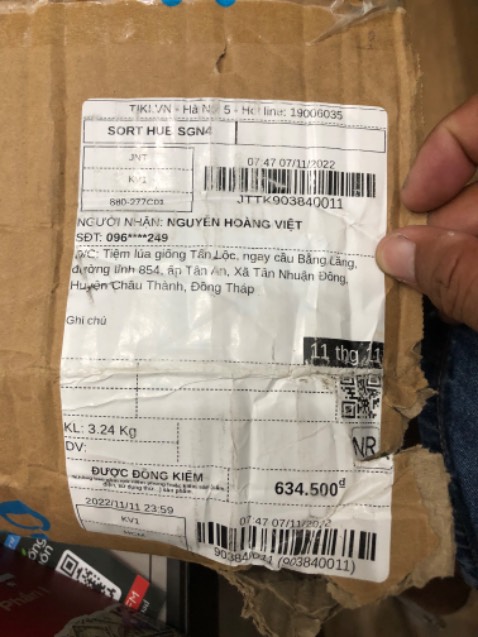 TIKI.VN - Hà N 5 - Hotline: 19006035
SORT HUE SGN4
JNT
KV1
880-277C01
07:47 07/11/2022
JTTK903840011
NGƯỜI NHẬN: NGUYỄN HOÀNG VIỆT
SĐT: 096****249
Đ/C: Tiệm lúa giống Tấn Lộc, ngay cầu Bằng Lăng,
đường tỉnh 854, ấp Tân An, Xã Tân Nhuận Đông,
Huyện Châu Thành, Đồng Tháp
Ghi chú
11 thg 11
KL: 3.24 Kg
NR
DV:
ĐƯỢC ĐỒNG KIỂM
634.500đ
2022/11/11 23:59
KV1
HCM
07:47 07/11/2022
903840011 (903840011)